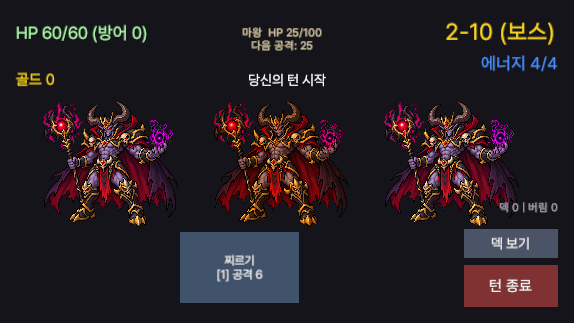 HP 60/60 (방어 0)
마왕 HP 25/100
다음 공격: 25
2-10 (보스)
에너지 4/4
골드 0
당신의 턴 시작
덱 0 | 버림 0
찌르기
[1] 공격 6
덱 보기
턴 종료